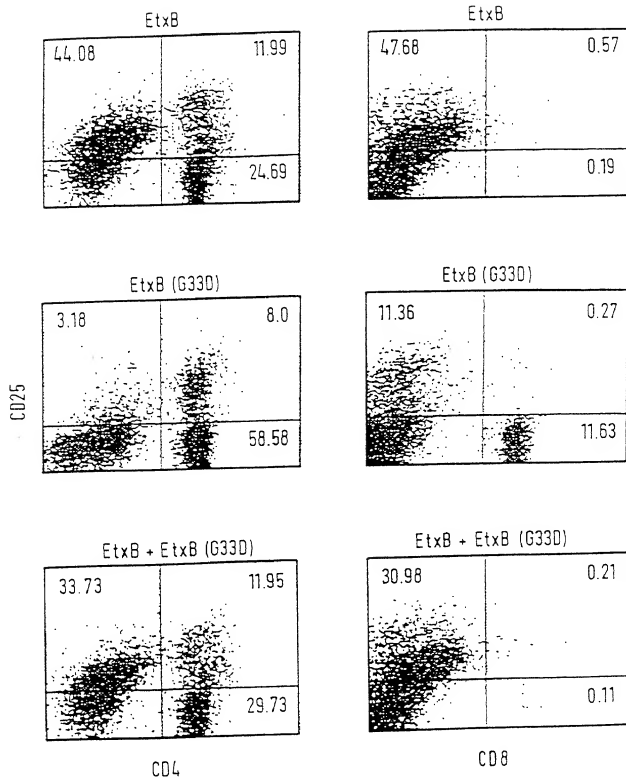 EtxB
EtxB
44.08
11.99
24.69
47.68
0.57
0.19
EtxB (G33D)
EtxB (G33D)
3.18
8.0
58.58
11.36
0.27
11.63
CD25
EtxB + EtxB (G33D)
EtxB + EtxB (G33D)
33.73
11.95
29.73
30.98
0.21
0.11
CD4
CD8